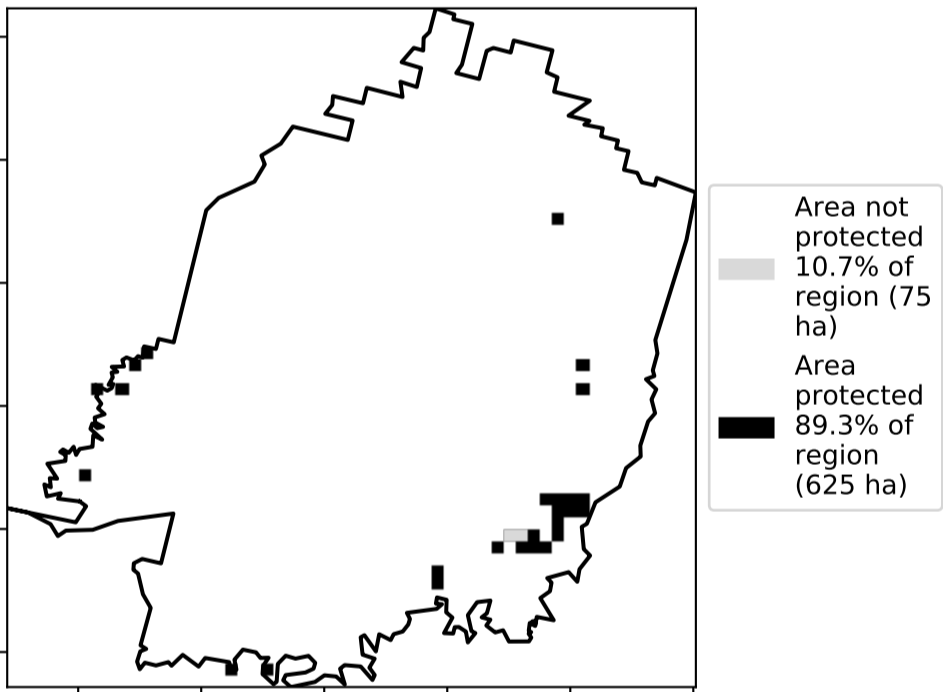 Area not
protected
10.7% of
region (75
ha)
Area
protected
89.3% of
region
(625 ha)